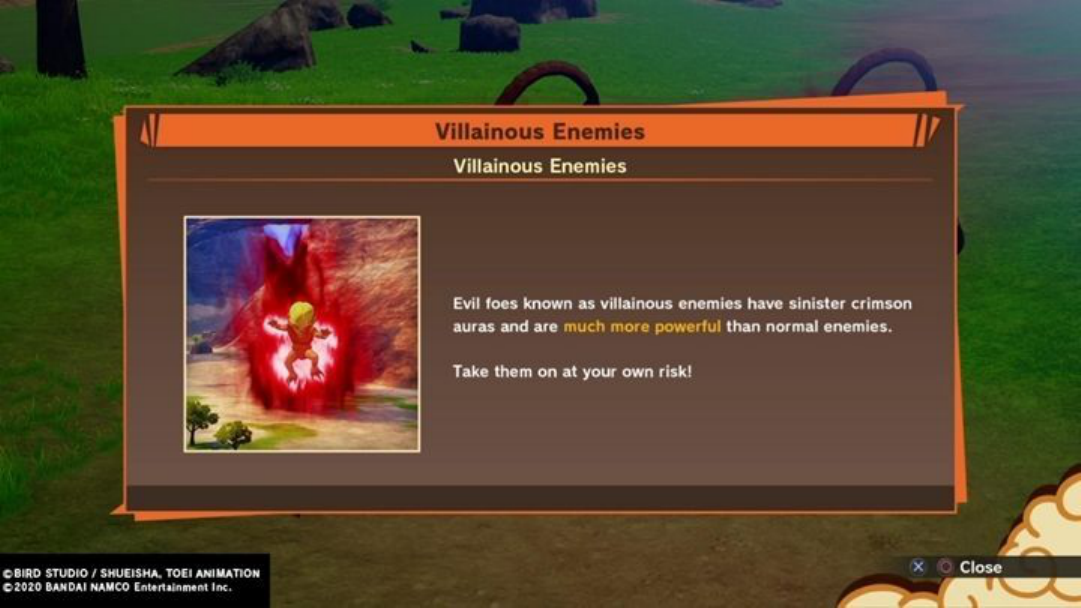 Villainous Enemies
Villainous Enemies
Evil foes known as villainous enemies have sinister crimson
auras and are much more powerful than normal enemies.
Take them on at your own risk!
©BIRD STUDIO / SHUEISHA, TOEI ANIMATION
©2020 BANDAI NAMCO Entertainment Inc.
Close